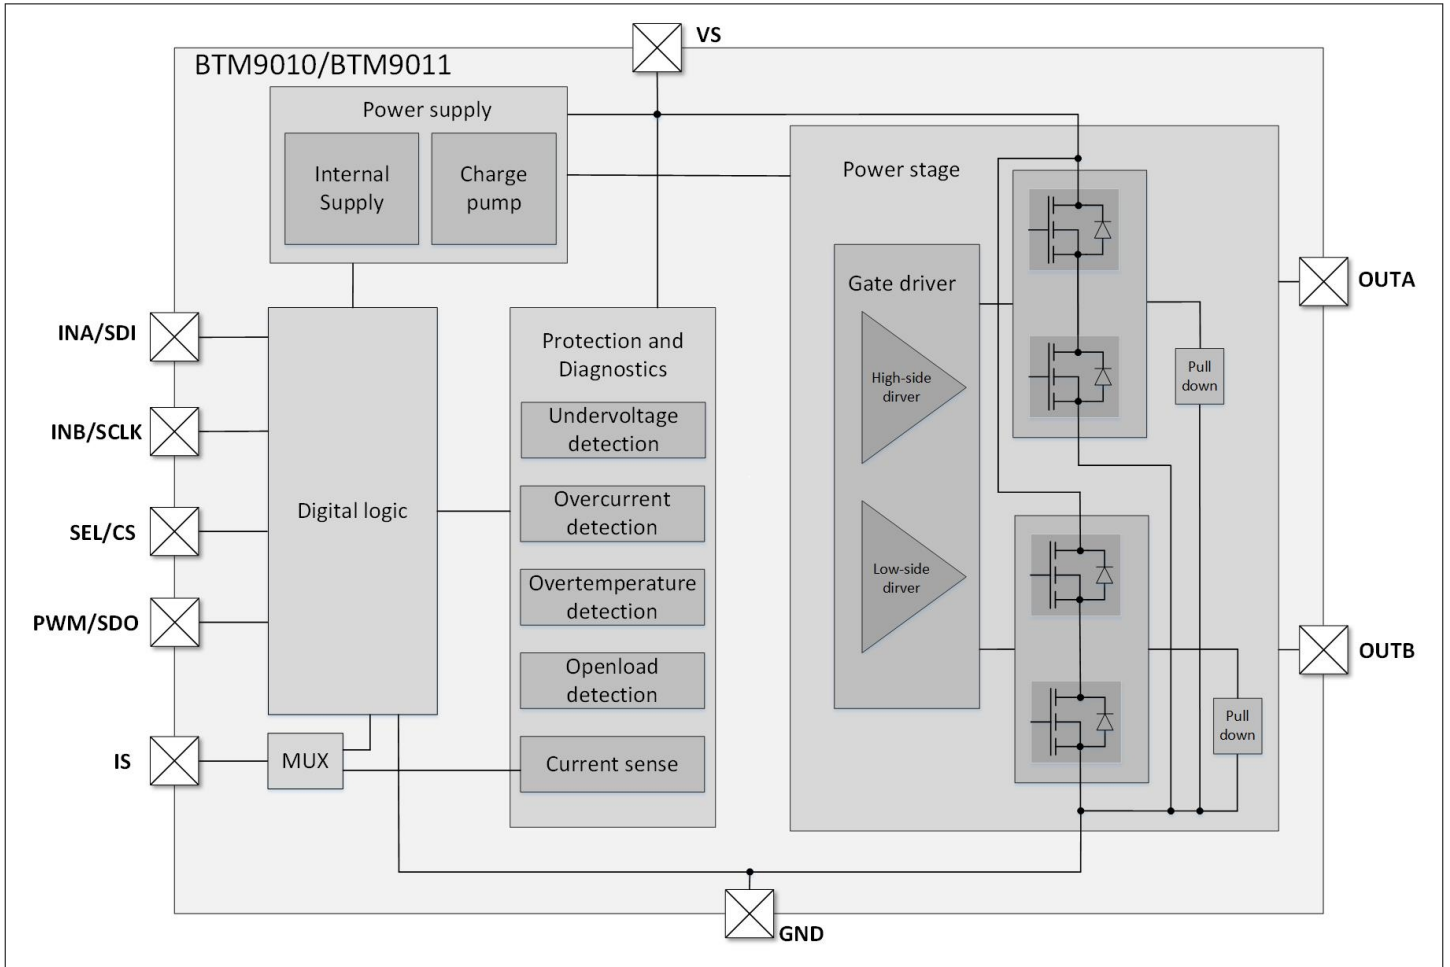 VS
BTM9010/BTM9011
Power supply
Internal
Supply
Charge
pump
Power stage
Gate driver
High-side
dirver
Low-side
dirver
Pull
down
Pull
down
OUTA
OUTB
INA/SDI
INB/SCLK
SEL/CS
PWM/SDO
IS
Digital logic
MUX
Protection and
Diagnostics
Undervoltage
detection
Overcurrent
detection
Overtemperature
detection
Openload
detection
Current sense
GND